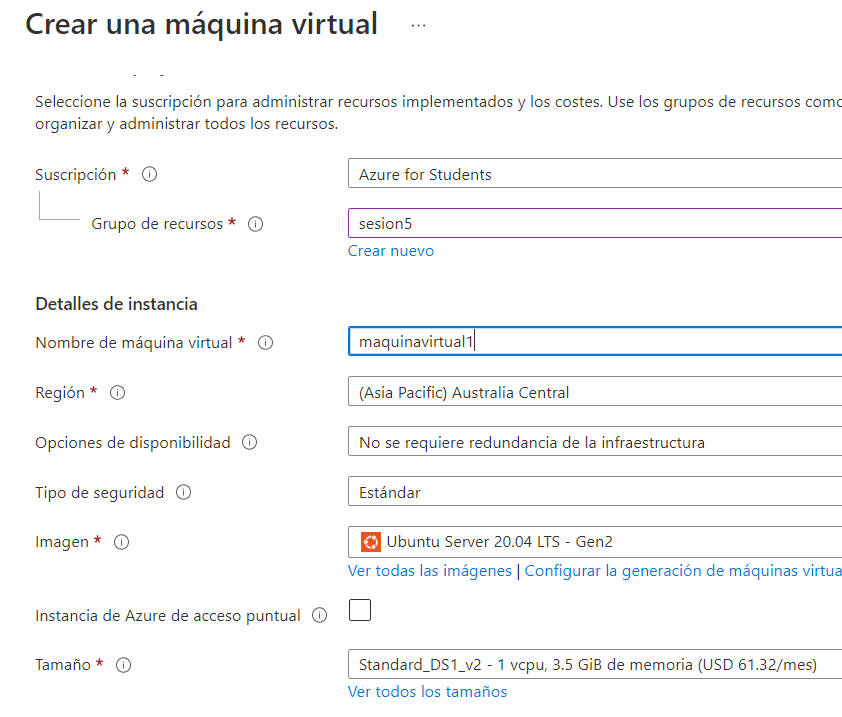 Crear una máquina virtual ...
Seleccione la suscripción para administrar recursos implementados y los costes. Use los grupos de recursos como
organizar y administrar todos los recursos.
Suscripción *
Azure for Students
Grupo de recursos *
sesion5
Crear nuevo
Detalles de instancia
Nombre de máquina virtual *
maquinavirtual1
Región *
(Asia Pacific) Australia Central
Opciones de disponibilidad
No se requiere redundancia de la infraestructura
Tipo de seguridad
Estándar
Imagen *
Ubuntu Server 20.04 LTS - Gen2
Ver todas las imágenes | Configurar la generación de máquinas virtua
Instancia de Azure de acceso puntual
Tamaño *
Standard_DS1_v2 - 1 vcpu, 3.5 GiB de memoria (USD 61.32/mes)
Ver todos los tamaños